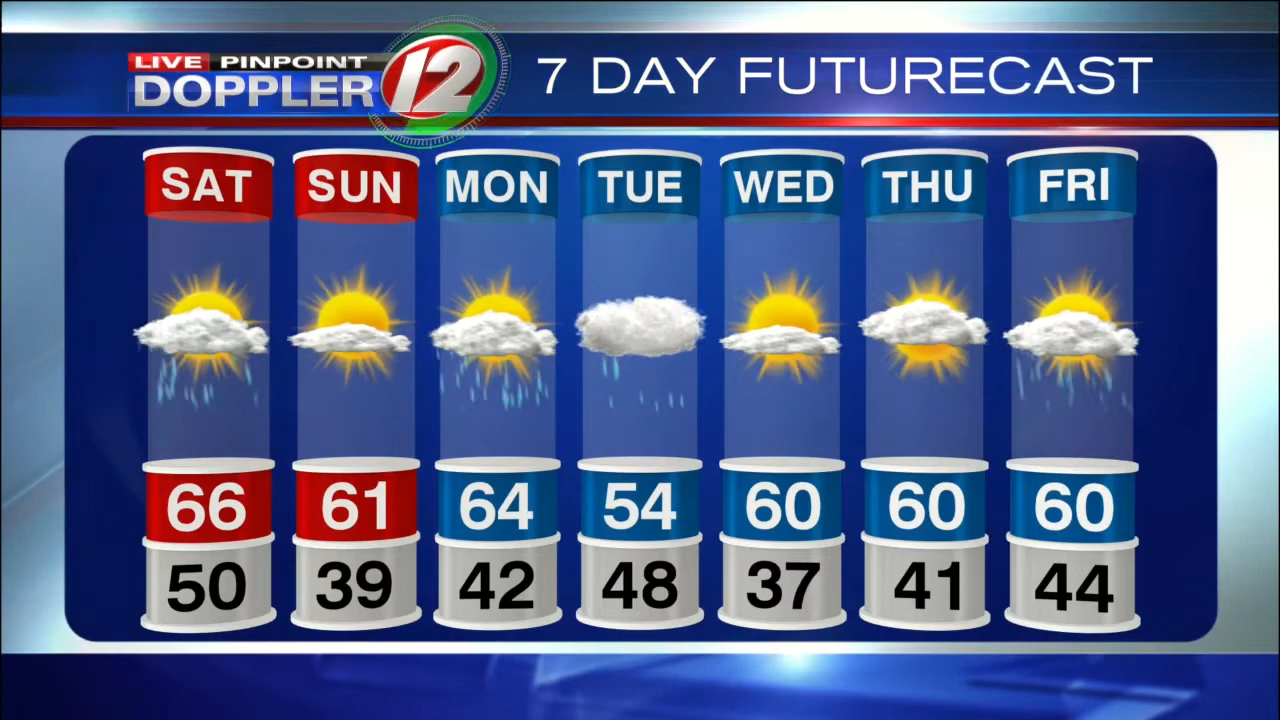 LIVE PINPOINT
DOPPLER 12
7 DAY FUTURECAST
SAT SUN MON TUE WED THU FRI
66 61 64 54 60 60 60
50 39 42 48 37 41 44